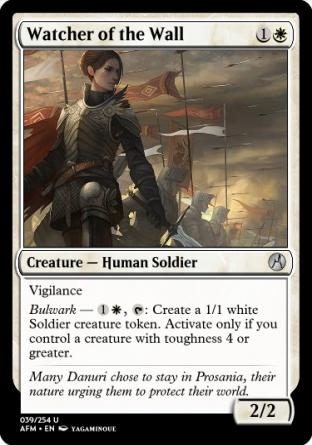 Watcher of the Wall 1
Creature — Human Soldier
Vigilance
Bulwark — 1, : Create a 1/1 white
Soldier creature token. Activate only if you
control a creature with toughness 4 or
greater.
Many Danuri chose to stay in Prosania, their
nature urging them to protect their world.
2/2
039/254 U
AFM • EN YAGAMINOUE